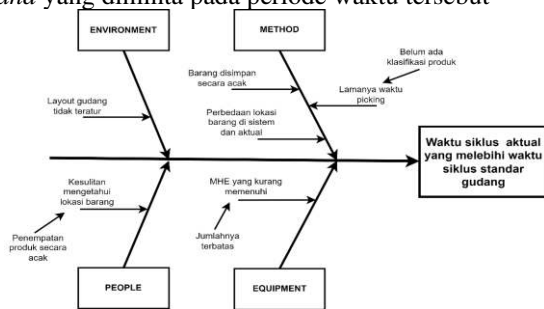 yang diminta pada periode waktu tersebut
ENVIRONMENT
METHOD
Belum ada
klasifikasi produk
Barang disimpan
secara acak
Lamanya waktu
picking
Layout gudang
tidak teratur
Perbedaan lokasi
barang di sistem
dan aktual
Waktu siklus aktual
yang melebihi waktu
siklus standar
gudang
Kesulitan
mengetahui
lokasi barang
MHE yang kurang
memenuhi
Penempatan
produk secara
acak
Jumlahnya
terbatas
PEOPLE
EQUIPMENT